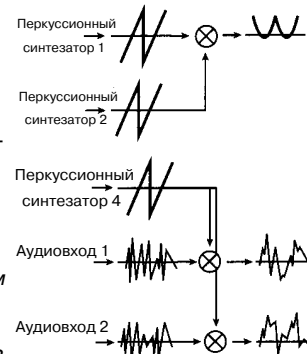 Перкуссионный
синтезатор 1
Перкуссионный
синтезатор 2
Перкуссионный
синтезатор 4
Аудиовход 1
Аудиовход 2